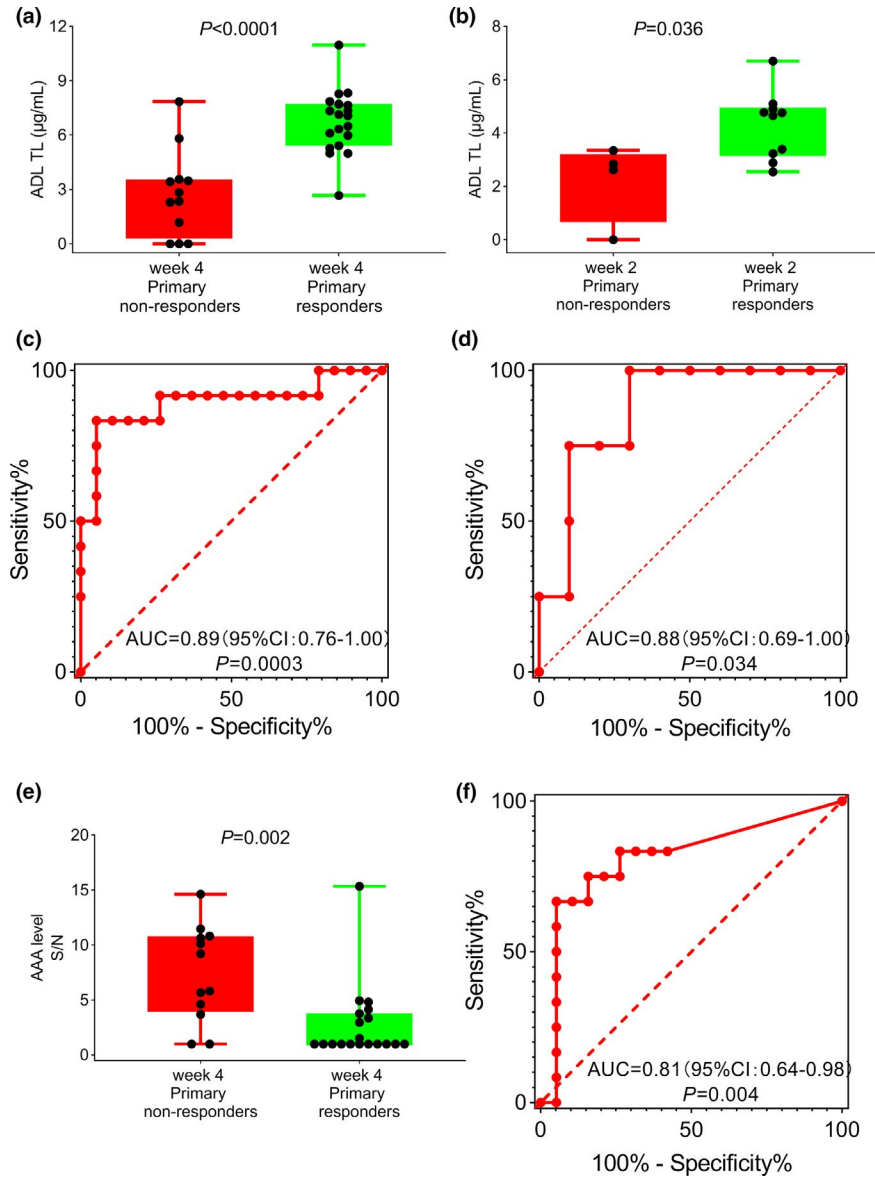 (a)
P<0.0001
12
9
6
3
0
ADL TL (µg/mL)
week 4
Primary
non-responders
week 4
Primary
responders
(b)
P=0.036
8
6
4
2
0
ADL TL (µg/mL)
week 2
Primary
non-responders
week 2
Primary
responders
(c)
100
50
0
Sensitivity%
AUC=0.89(95%CI:0.76-1.00)
P=0.0003
0
50
100
100% - Specificity%
(d)
100
50
0
Sensitivity%
AUC=0.88(95%CI:0.69-1.00)
P=0.034
0
50
100
100% - Specificity%
(e)
P=0.002
20
15
10
5
0
AAA level
S/N
week 4
Primary
non-responders
week 4
Primary
responders
(f)
100
50
0
Sensitivity%
AUC=0.81(95%CI:0.64-0.98)
P=0.004
0
50
100
100% - Specificity%